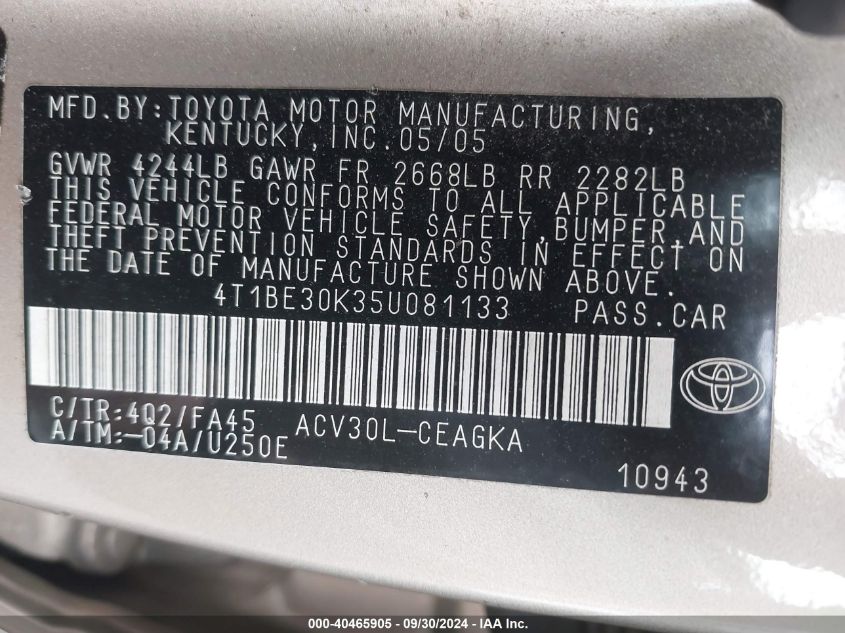 MFD.BY:TOYOTA MOTOR MANUFACTURING,
KENTUCKY,INC.05/05
GVWR 4244LB GAWR FR 2668LB RR 2282LB
THIS VEHICLE CONFORMS TO ALL APPLICABLE
FEDERAL MOTOR VEHICLE SAFETY,BUMPER,AND
THEFT PREVENTION STANDARDS IN EFFECT ON
THE DATE OF MANUFACTURE SHOWN ABOVE.
4T1BE30K35U081133 PASS.CAR
C/TR:4Q2/FA45 ACV30L-CEAGKA
A/TM:-04A/U250E
10943
000-40465905 - 09/30/2024 - IAA Inc.